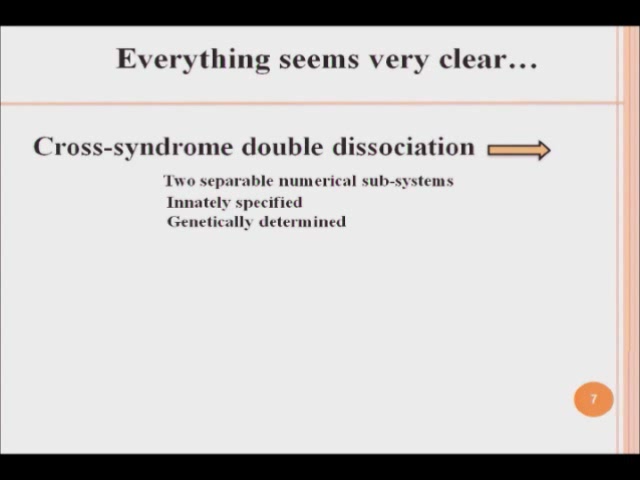 Everything seems very clear…
Cross-syndrome double dissociation
Two separable numerical sub-systems
Innately specified
Genetically determined
7